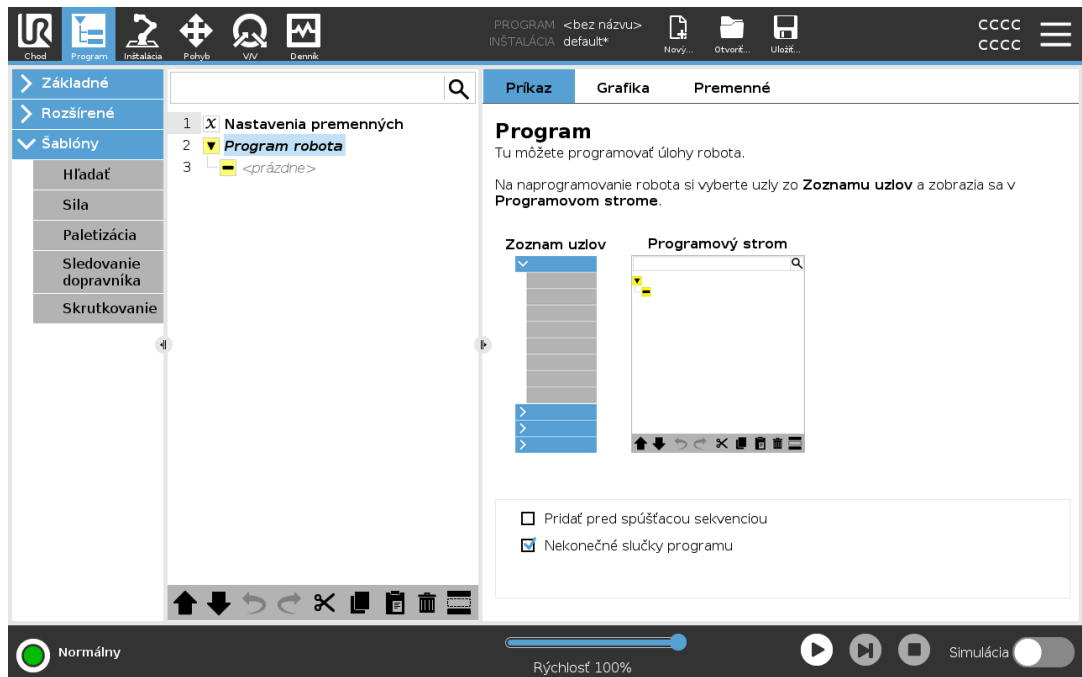 UR
Chod
Program
Inštalácia
Pohyb
V/V
Denník
PROGRAM <bez názvu>
INŠTALÁCIA default*
Nový...
Otvoriť...
Uložiť...
CCCC
CCCC
Základné
Rozšírené
Šablóny
Hľadať
Sila
Paletizácia
Sledovanie
dopravníka
Skrutkovanie
1 X Nastavenia premenných
2 Program robota
3 <prázdne>
Príkaz
Grafika
Premenné
Program
Tu môžete programovať úlohy robota.
Na naprogramovanie robota si vyberte uzly zo Zoznamu uzlov a zobrazia sa v
Programovom strome.
Zoznam uzlov
Programový strom
Pridať pred spúšťacou sekvenciou
Nekonečné slučky programu
Normálny
Rýchlosť 100%
Simulácia